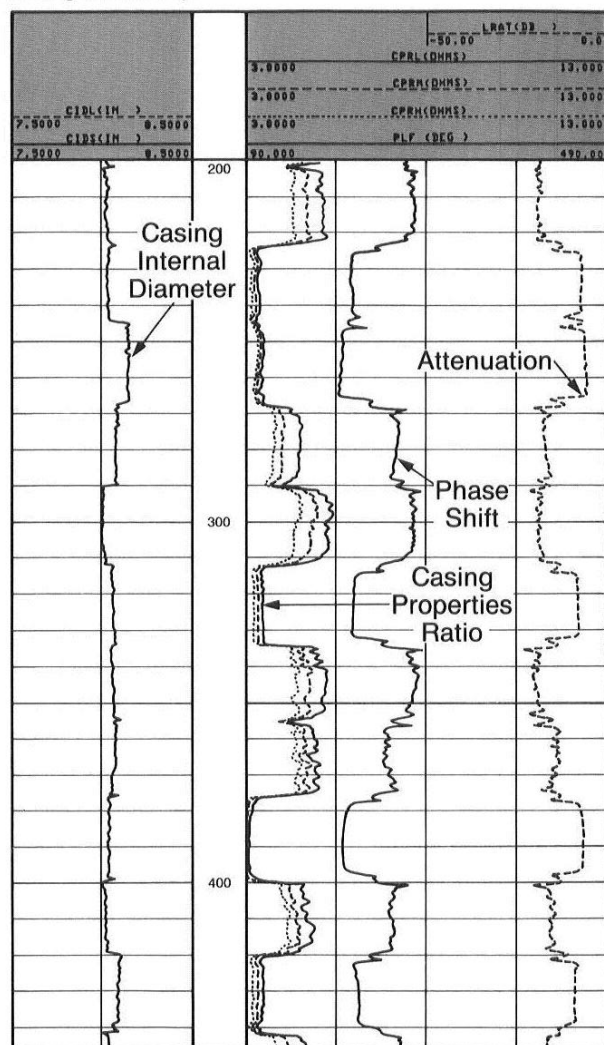 LRAT(DB )
-50.00 0.0
CPRL(OHMS)
3.0000 13.000
CPRM(OHMS)
3.0000 13.000
CIDL(IM ) CPRH(OHMS)
7.5000 8.5000 3.0000 13.000
CIDS(IM ) PLF (DEG )
7.5000 8.5000 90.000 490.00
200
Casing
Internal
Diameter
Attenuation
Phase
Shift
300
Casing
Properties
Ratio
400